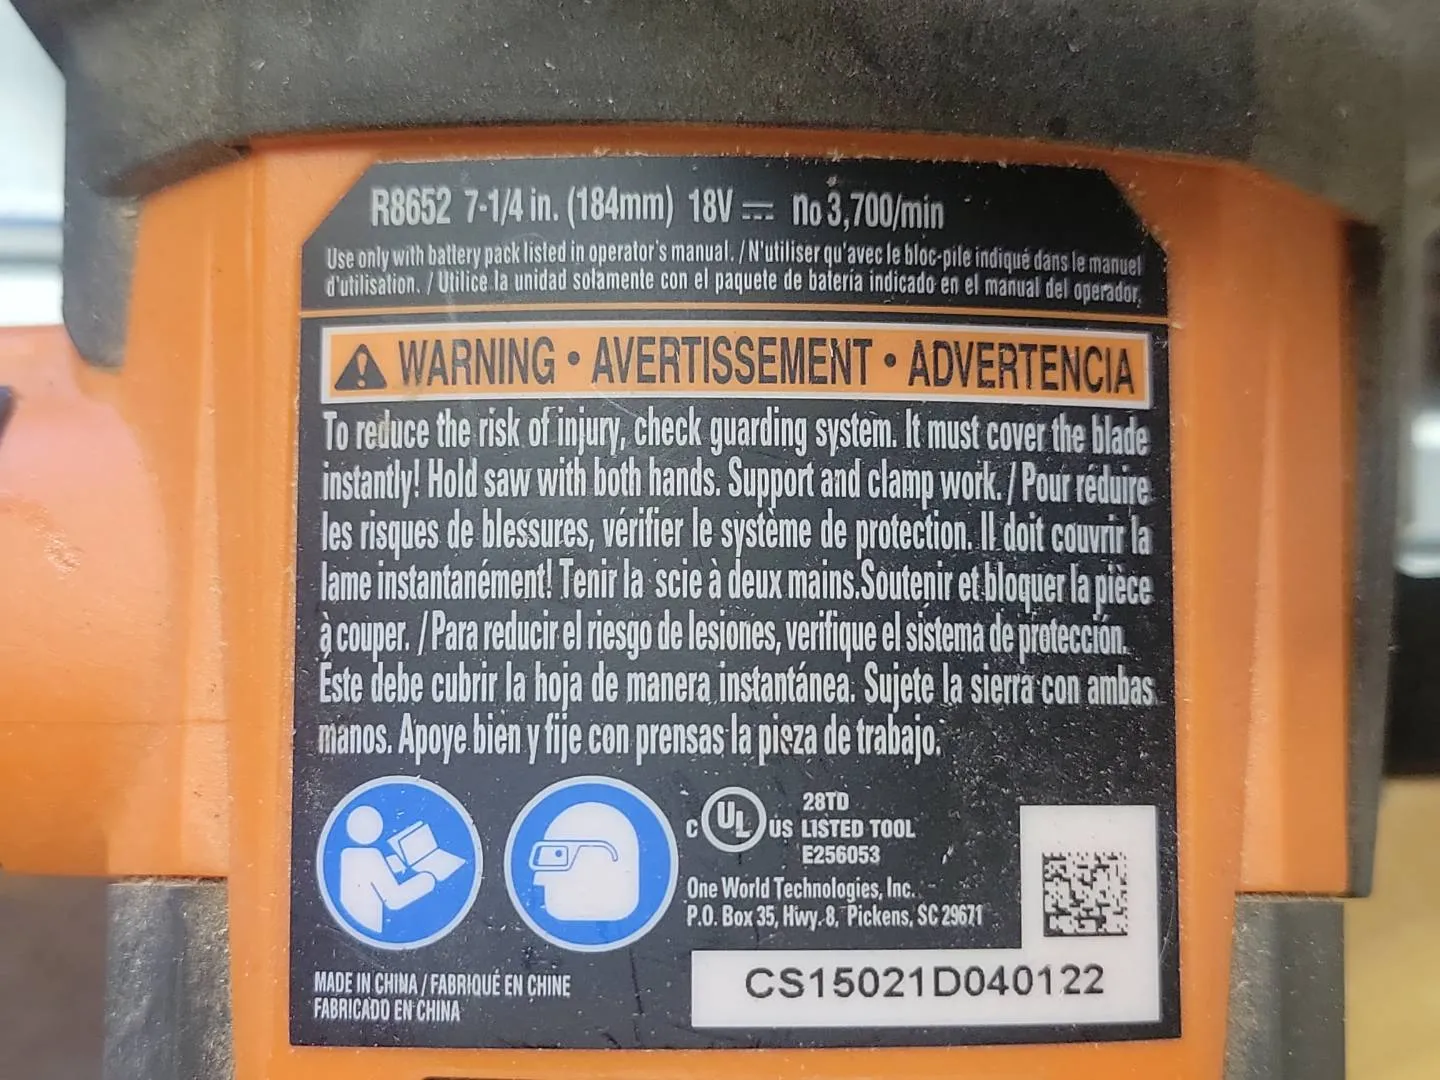 R8652 7-1/4 in. (184mm) 18V ⎓ no 3,700/min
Use only with battery pack listed in operator's manual. / N'utiliser qu'avec le bloc-pile indiqué dans le manuel
d'utilisation. / Utilice la unidad solamente con el paquete de batería indicado en el manual del operador.
WARNING • AVERTISSEMENT • ADVERTENCIA
To reduce the risk of injury, check guarding system. It must cover the blade
instantly! Hold saw with both hands. Support and clamp work. / Pour réduire
les risques de blessures, vérifier le système de protection. Il doit couvrir la
lame instantanément! Tenir la scie à deux mains.Soutenir et bloquer la pièce
à couper. / Para reducir el riesgo de lesiones, verifique el sistema de protección.
Éste debe cubrir la hoja de manera instantánea. Sujete la sierra con ambas
manos. Apoye bien y fije con prensas la pieza de trabajo.
C UL US
28TD
LISTED TOOL
E256053
One World Technologies, Inc.
P.O. Box 35, Hwy. 8, Pickens, SC 29671
MADE IN CHINA / FABRIQUÉ EN CHINE
FABRICADO EN CHINA
CS15021D040122